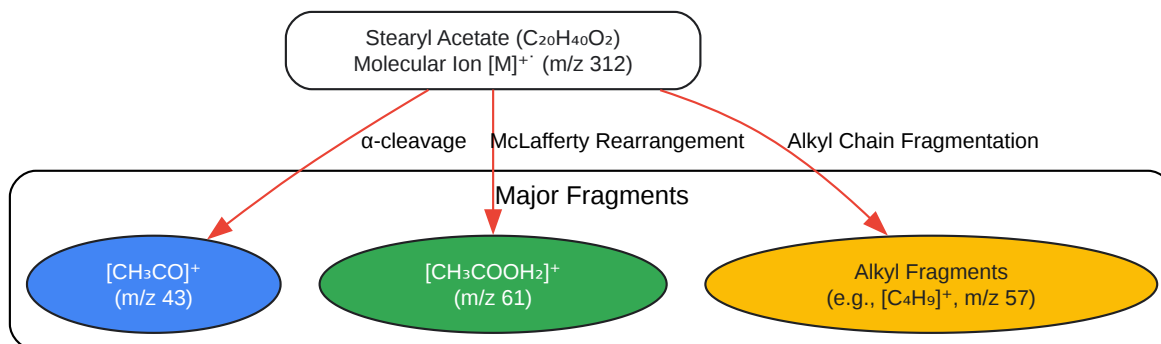 Stearyl Acetate (C₂₀H₄₀O₂)
Molecular Ion [M]⁺˙ (m/z 312)
α-cleavage
McLafferty Rearrangement
Alkyl Chain Fragmentation
Major Fragments
[CH₃CO]⁺
(m/z 43)
[CH₃COOH₂]⁺
(m/z 61)
Alkyl Fragments
(e.g., [C₄H₉]⁺, m/z 57)